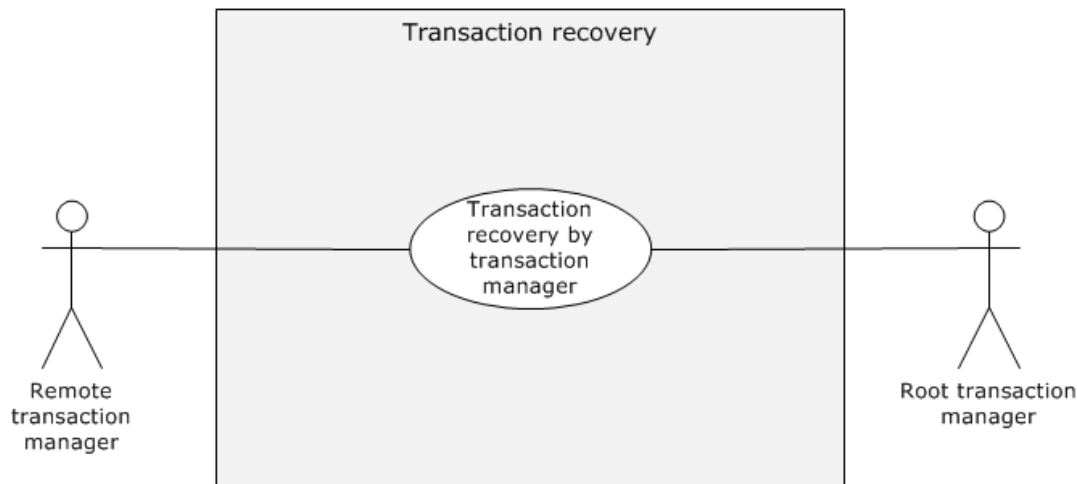 Transaction recovery
Transaction
recovery by
transaction
manager
Remote
transaction
manager
Root transaction
manager